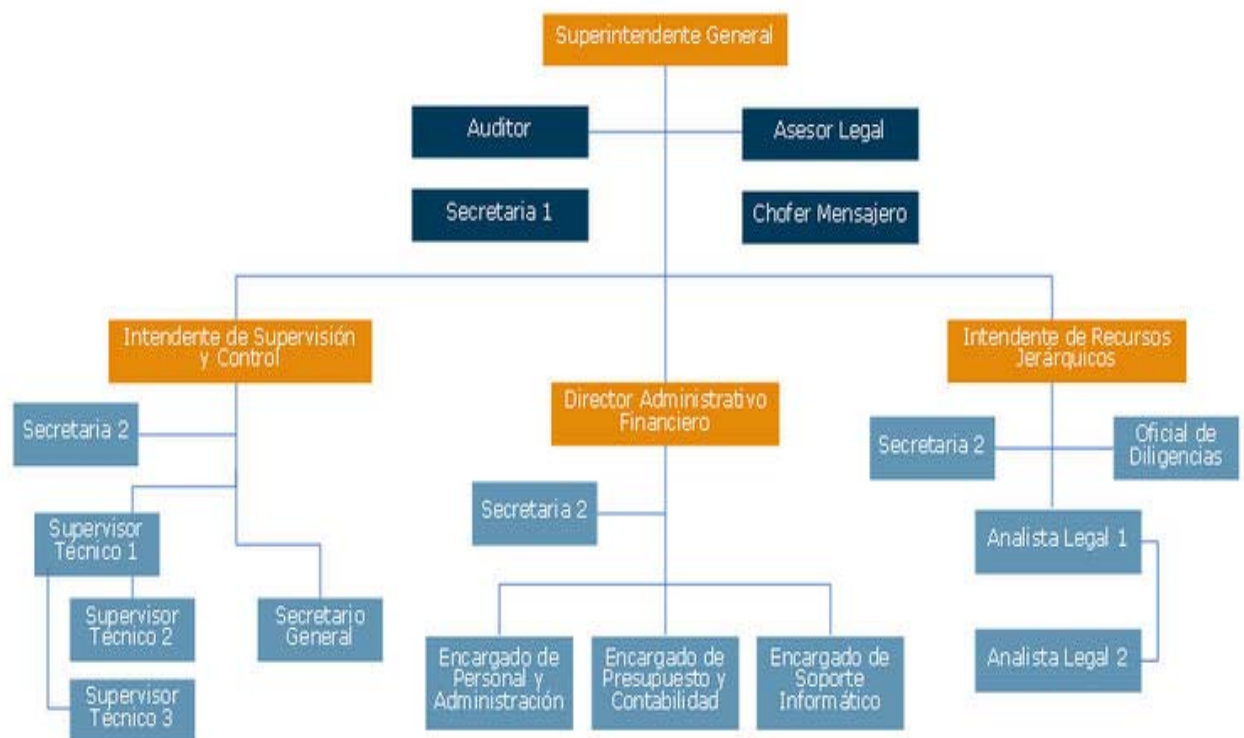 Superintendente General
Auditor
Asesor Legal
Secretaria 1
Chofer Mensajero
Intendente de Supervisión
y Control
Intendente de Recursos
Jerárquicos
Director Administrativo
Financiero
Secretaria 2
Secretaria 2
Oficial de
Diligencias
Secretaria 2
Supervisor
Técnico 1
Analista Legal 1
Supervisor
Técnico 2
Secretario
General
Encargado de
Personal y
Administración
Encargado de
Presupuesto y
Contabilidad
Encargado de
Soporte
Informático
Analista Legal 2
Supervisor
Técnico 3